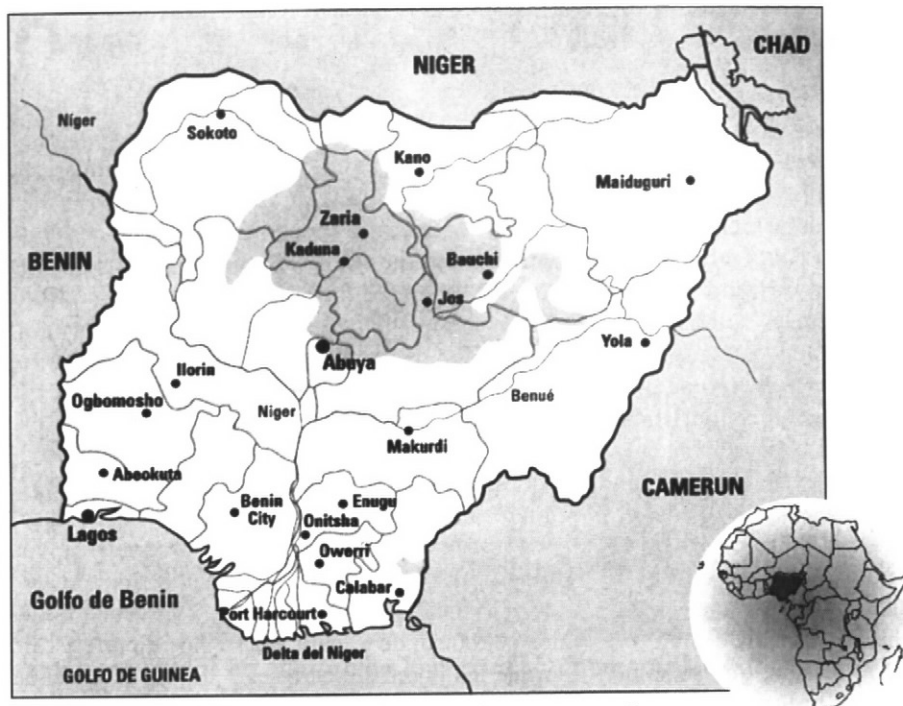 CHAD
NIGER
Níger
Sokoto
Kano
Maiduguri
Zaria
Kaduna
BENIN
Bauchi
Jos
Yola
Abuya
Ilorin
Benué
Ogbomosho
Niger
Makurdi
Abeokuta
CAMERUN
Benin
City
Enugu
Onitsha
Lagos
Owerri
Calabar
Golfo de Benin
Port Harcourt
Delta del Niger
GOLFO DE GUINEA